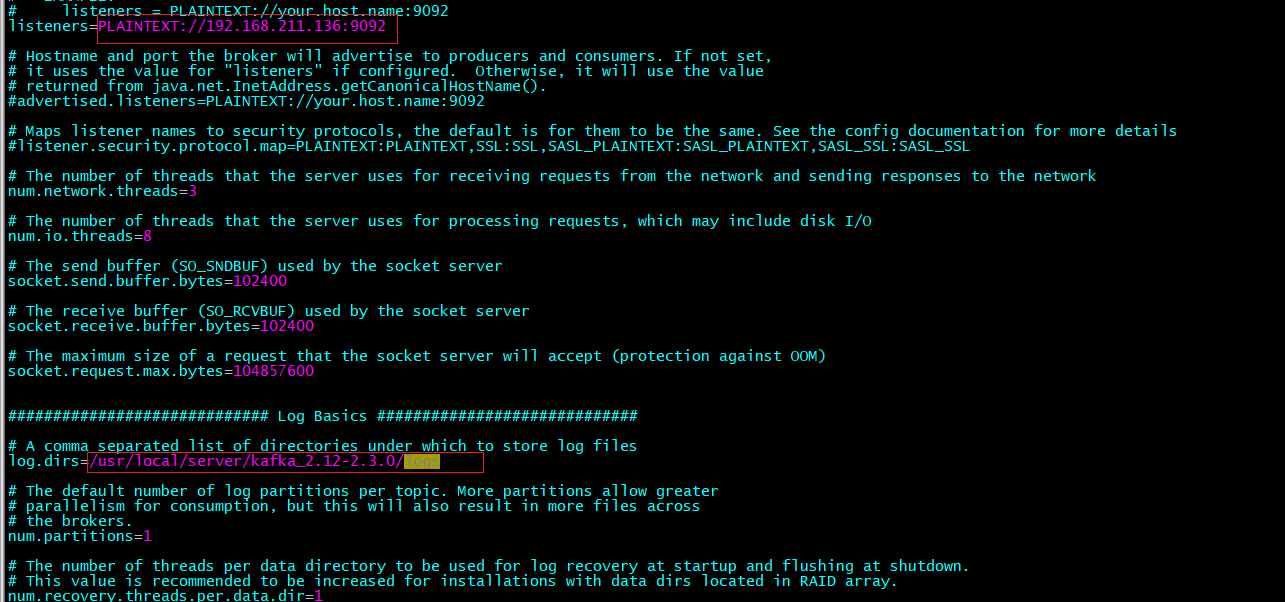 #     listeners = PLAINTEXT://your.host.name:9092
listeners=PLAINTEXT://192.168.211.136:9092
# Hostname and port the broker will advertise to producers and consumers. If not set,
# it uses the value for "listeners" if configured.  Otherwise, it will use the value
# returned from java.net.InetAddress.getCanonicalHostName().
#advertised.listeners=PLAINTEXT://your.host.name:9092
# Maps listener names to security protocols, the default is for them to be the same. See the config documentation for more details
#listener.security.protocol.map=PLAINTEXT:PLAINTEXT,SSL:SSL,SASL_PLAINTEXT:SASL_PLAINTEXT,SASL_SSL:SASL_SSL
# The number of threads that the server uses for receiving requests from the network and sending responses to the network
num.network.threads=3
# The number of threads that the server uses for processing requests, which may include disk I/O
num.io.threads=8
# The send buffer (SO_SNDBUF) used by the socket server
socket.send.buffer.bytes=102400
# The receive buffer (SO_RCVBUF) used by the socket server
socket.receive.buffer.bytes=102400
# The maximum size of a request that the socket server will accept (protection against OOM)
socket.request.max.bytes=104857600
############################# Log Basics #############################
# A comma separated list of directories under which to store log files
log.dirs=/usr/local/server/kafka_2.12-2.3.0/logs
# The default number of log partitions per topic. More partitions allow greater
# parallelism for consumption, but this will also result in more files across
# the brokers.
num.partitions=1
# The number of threads per data directory to be used for log recovery at startup and flushing at shutdown.
# This value is recommended to be increased for installations with data dirs located in RAID array.
num.recovery.threads.per.data.dir=1